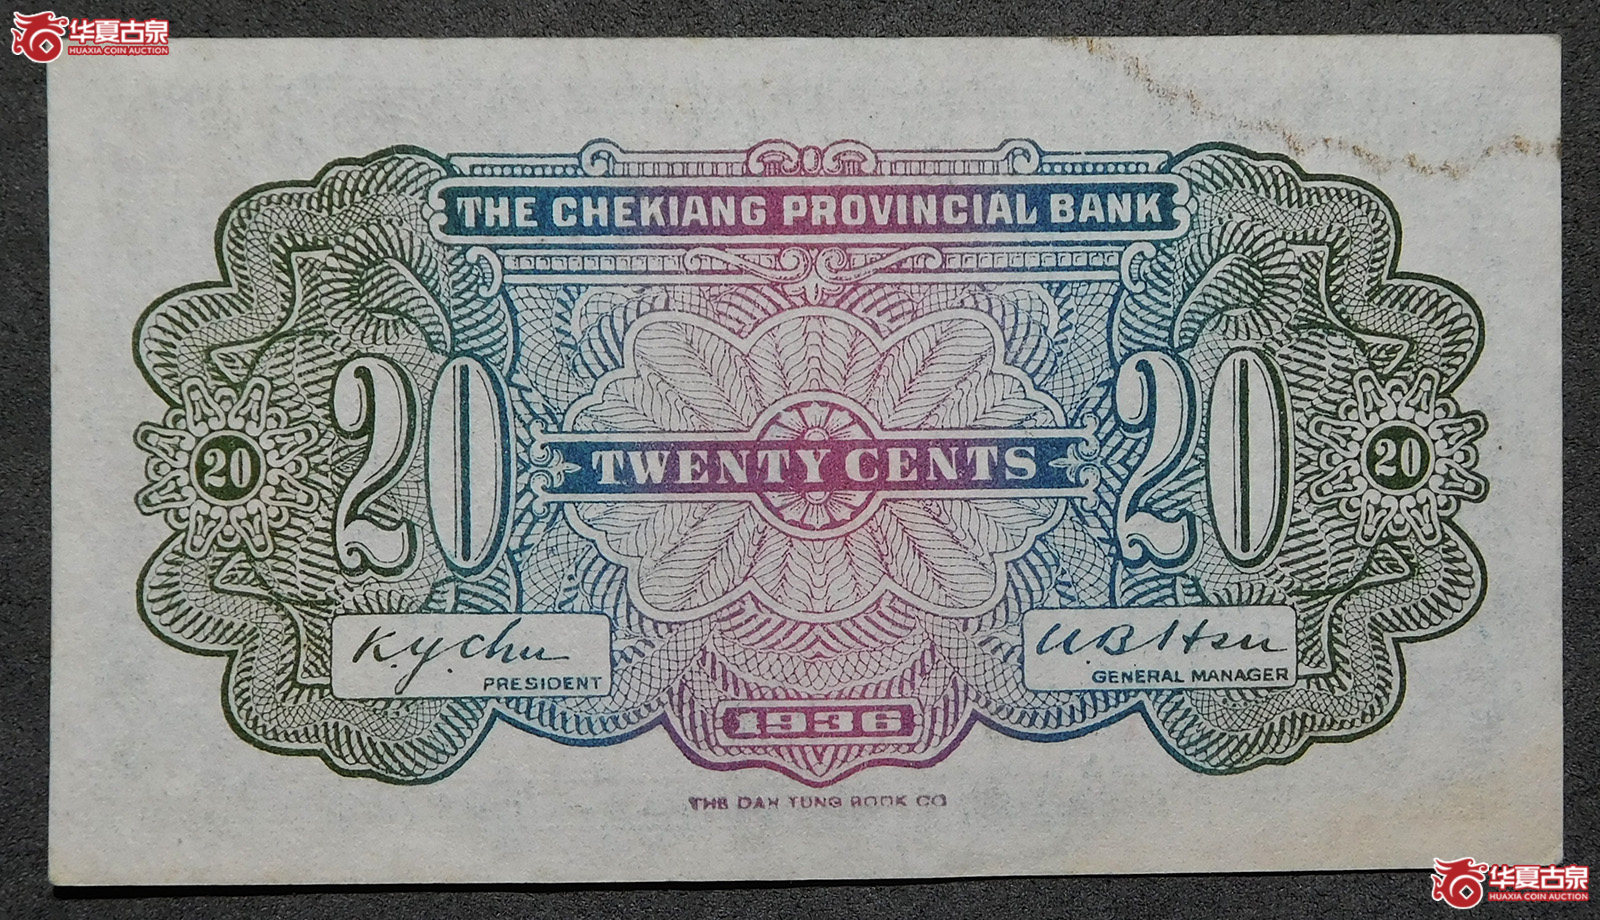 华夏古泉
HUAXIA COIN AUCTION
THE CHEKIANG PROVINCIAL BANK
20 20
TWENTY CENTS
20 20
K.Y. Chu
PRESIDENT
U.B Hsu
GENERAL MANAGER
1936
THE DAH TUNG BOOK CO
华夏古泉
HUAXIA COIN AUCTION